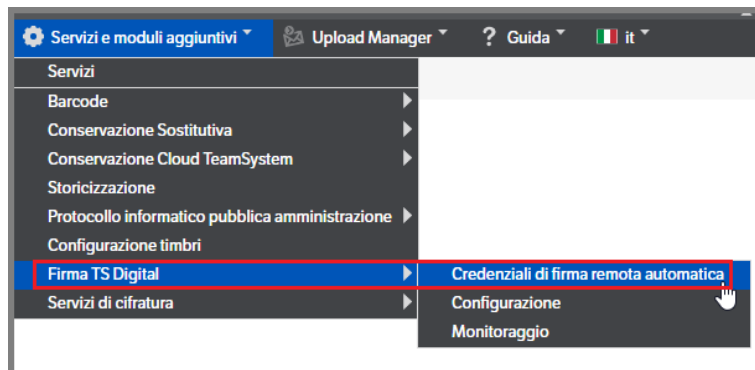 Servizi e moduli aggiuntivi Upload Manager ? Guida it
Servizi
Barcode
Conservazione Sostitutiva
Conservazione Cloud TeamSystem
Storicizzazione
Protocollo informatico pubblica amministrazione
Configurazione timbri
Firma TS Digital Credenziali di firma remota automatica
Servizi di cifratura Configurazione
Monitoraggio